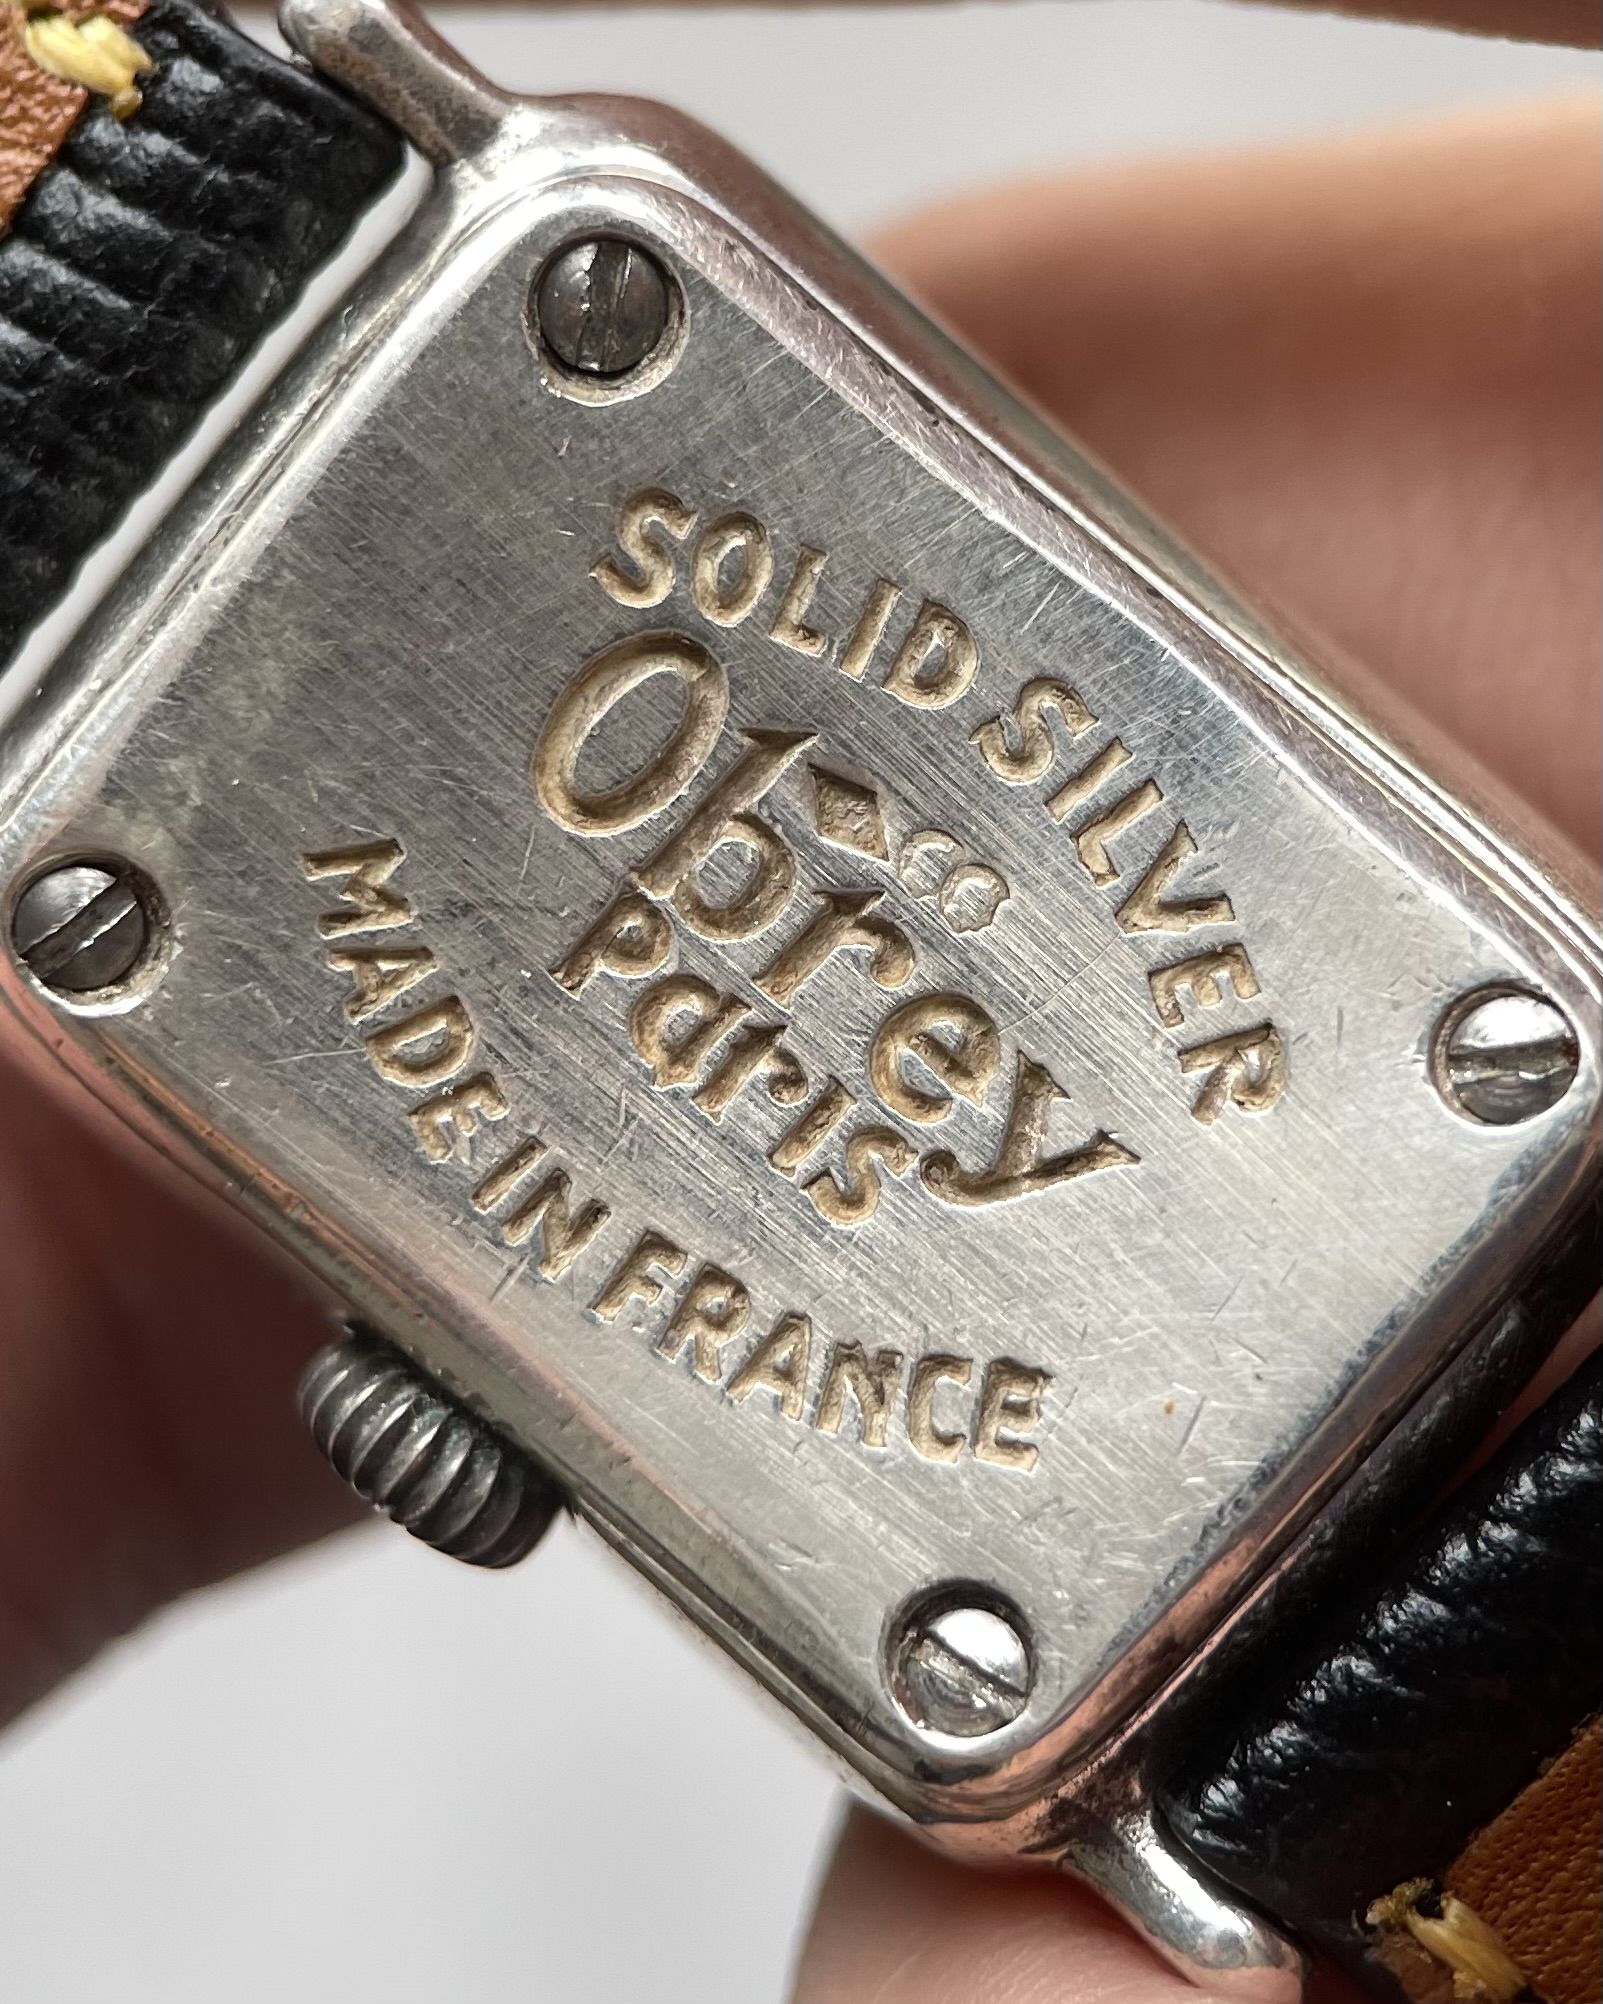 SOLID SILVER
Obrey
Paris
MADE IN FRANCE